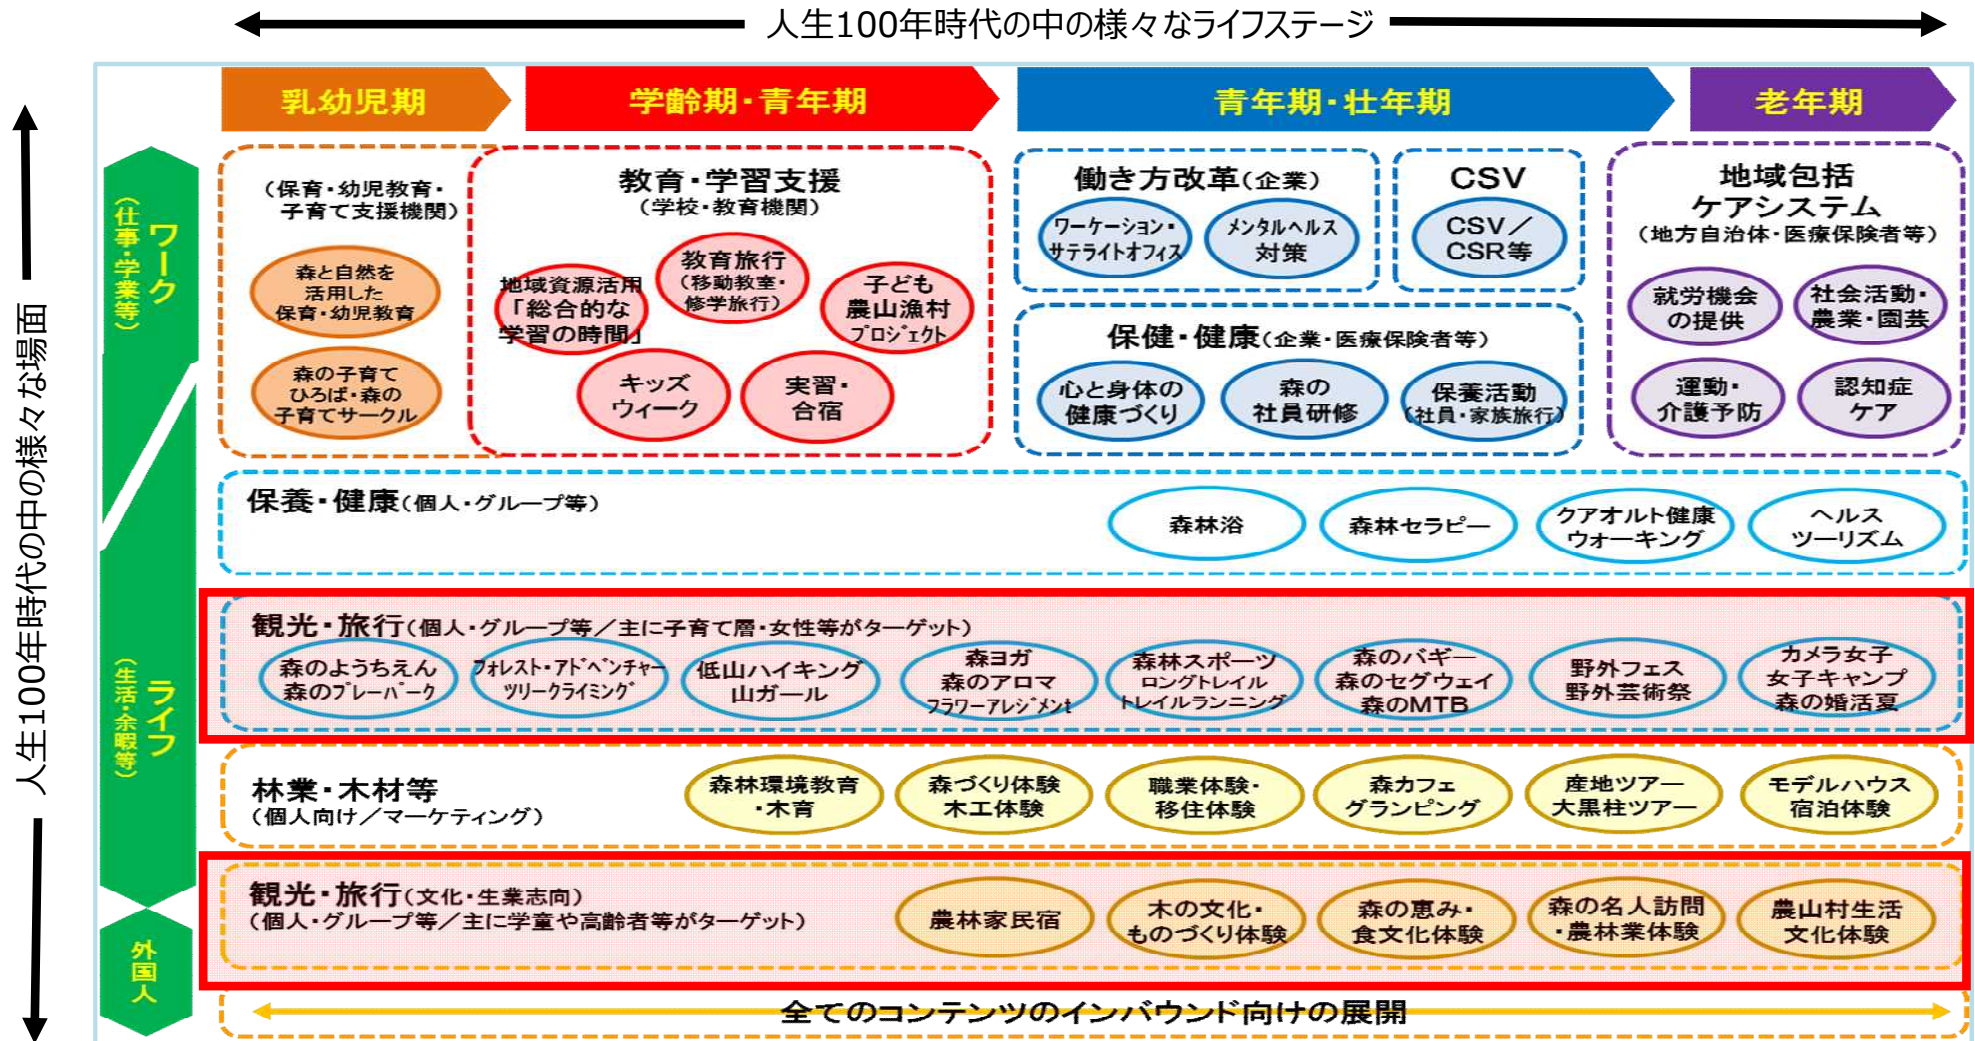 人生100年時代の中の様々なライフステージ
人生100年時代の中の様々な場面
乳幼児期
学齢期・青年期
青年期・壮年期
老年期
ワーク
(仕事・学業等)
ライフ
(生活・余暇等)
外国人
(保育・幼児教育・
子育て支援機関)
森と自然を
活用した
保育・幼児教育
森の子育て
ひろば・森の
子育てサークル
教育・学習支援
(学校・教育機関)
地域資源活用
「総合的な
学習の時間」
教育旅行
(移動教室・
修学旅行)
子ども
農山漁村
プロジェクト
キッズ
ウィーク
実習・
合宿
働き方改革(企業)
ワーケーション・
サテライトオフィス
メンタルヘルス
対策
CSV
CSV/
CSR等
保健・健康(企業・医療保険者等)
心と身体の
健康づくり
森の
社員研修
保養活動
(社員・家族旅行)
地域包括
ケアシステム
(地方自治体・医療保険者等)
就労機会
の提供
社会活動・
農業・園芸
運動・
介護予防
認知症
ケア
保養・健康(個人・グループ等)
森林浴
森林セラピー
クアオルト健康
ウォーキング
ヘルス
ツーリズム
観光・旅行(個人・グループ等/主に子育て層・女性等がターゲット)
森のようちえん
森のプレーパーク
フォレスト・アドベンチャー
ツリークライミング
低山ハイキング
山ガール
森ヨガ
森のアロマ
フラワーアレジメンt
森林スポーツ
ロングトレイル
トレイルランニング
森のバギー
森のセグウェイ
森のMTB
野外フェス
野外芸術祭
カメラ女子
女子キャンプ
森の婚活夏
林業・木材等
(個人向け/マーケティング)
森林環境教育
・木育
森づくり体験
木工体験
職業体験・
移住体験
森カフェ
グランピング
産地ツアー
大黒柱ツアー
モデルハウス
宿泊体験
観光・旅行(文化・生業志向)
(個人・グループ等/主に学童や高齢者等がターゲット)
農林家民宿
木の文化・
ものづくり体験
森の恵み・
食文化体験
森の名人訪問
・農林業体験
農山村生活
文化体験
全てのコンテンツのインバウンド向けの展開